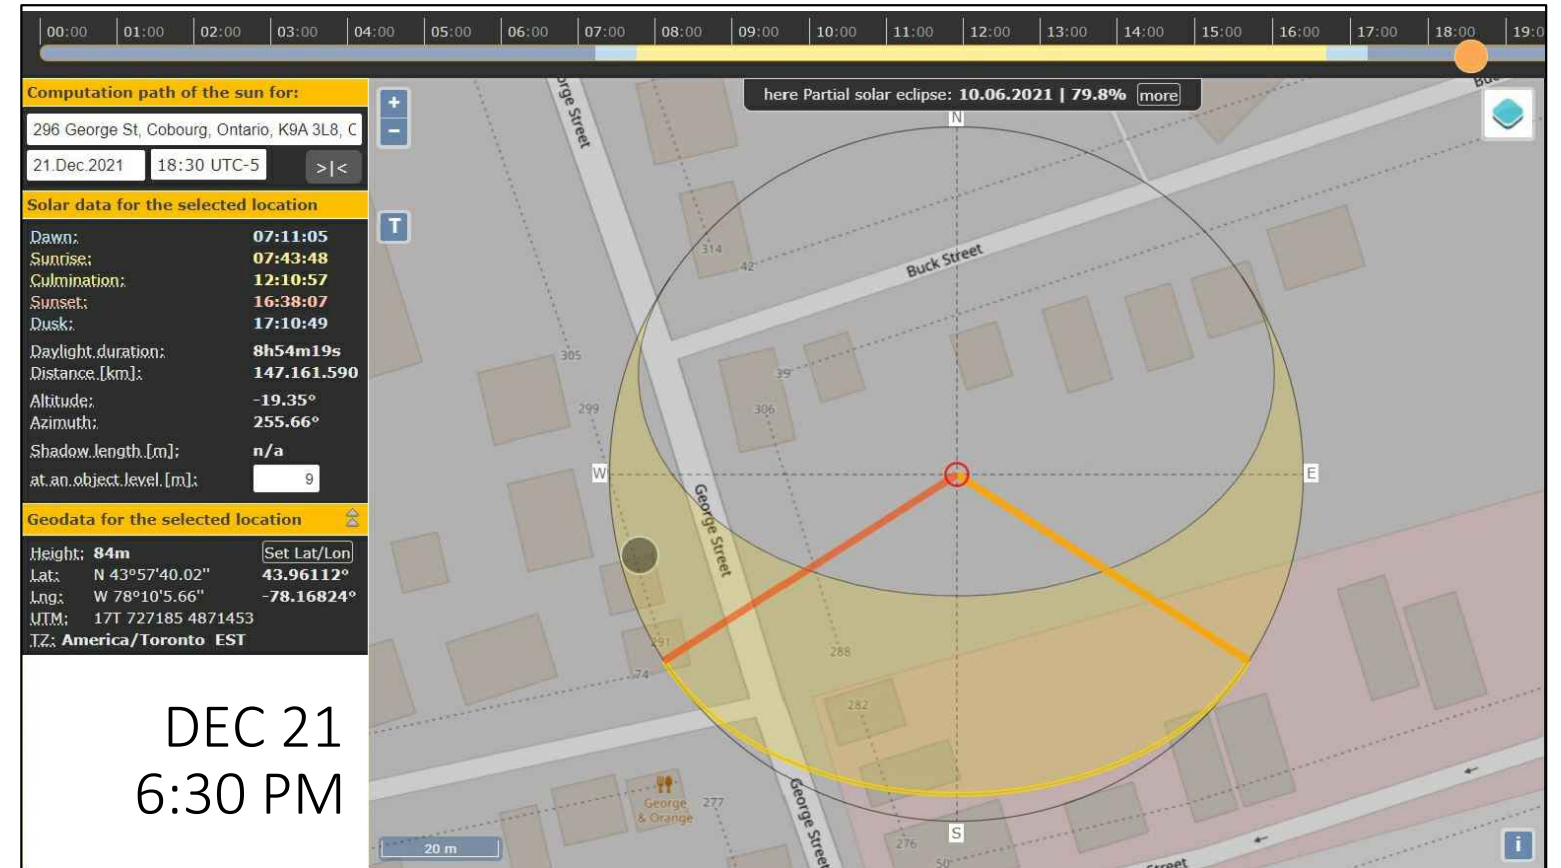 00:00 01:00 02:00 03:00 04:00 05:00 06:00 07:00 08:00 09:00 10:00 11:00 12:00 13:00 14:00 15:00 16:00 17:00 18:00 19:0
Computation path of the sun for:
296 George St, Cobourg, Ontario, K9A 3L8, C
21.Dec.2021 18:30 UTC-5 >|<
Solar data for the selected location
Dawn: 07:11:05
Sunrise: 07:43:48
Culmination: 12:10:57
Sunset: 16:38:07
Dusk: 17:10:49
Daylight duration: 8h54m19s
Distance [km]: 147.161.590
Altitude: -19.35°
Azimuth: 255.66°
Shadow length [m]: n/a
at an object level [m]: 9
Geodata for the selected location
Height: 84m Set Lat/Lon
Lat: N 43°57'40.02'' 43.96112°
Lng: W 78°10'5.66'' -78.16824°
UTM: 17T 727185 4871453
TZ: America/Toronto EST
DEC 21
6:30 PM
+
−
T
here Partial solar eclipse: 10.06.2021 | 79.8% more
N
orge Street
Bu
314
42
Buck Street
305
39
299
306
W
E
George Street
291
74
288
282
George
& Orange
277
George Street
S
276
50
street
20 m
i